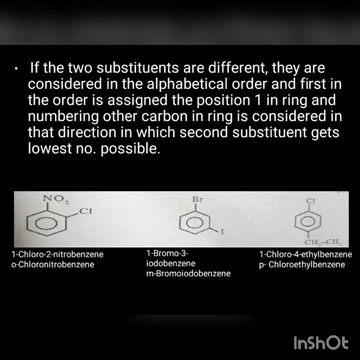 • If the two substituents are different, they are
considered in the alphabetical order and first in
the order is assigned the position 1 in ring and
numbering other carbon in ring is considered in
that direction in which second substituent gets
lowest no. possible.
NO₂
Cl
Br
I
Cl
CH₂–CH₃
1-Chloro-2-nitrobenzene
o-Chloronitrobenzene
1-Bromo-3-
iodobenzene
m-Bromoiodobenzene
1-Chloro-4-ethylbenzene
p- Chloroethylbenzene
InShOt